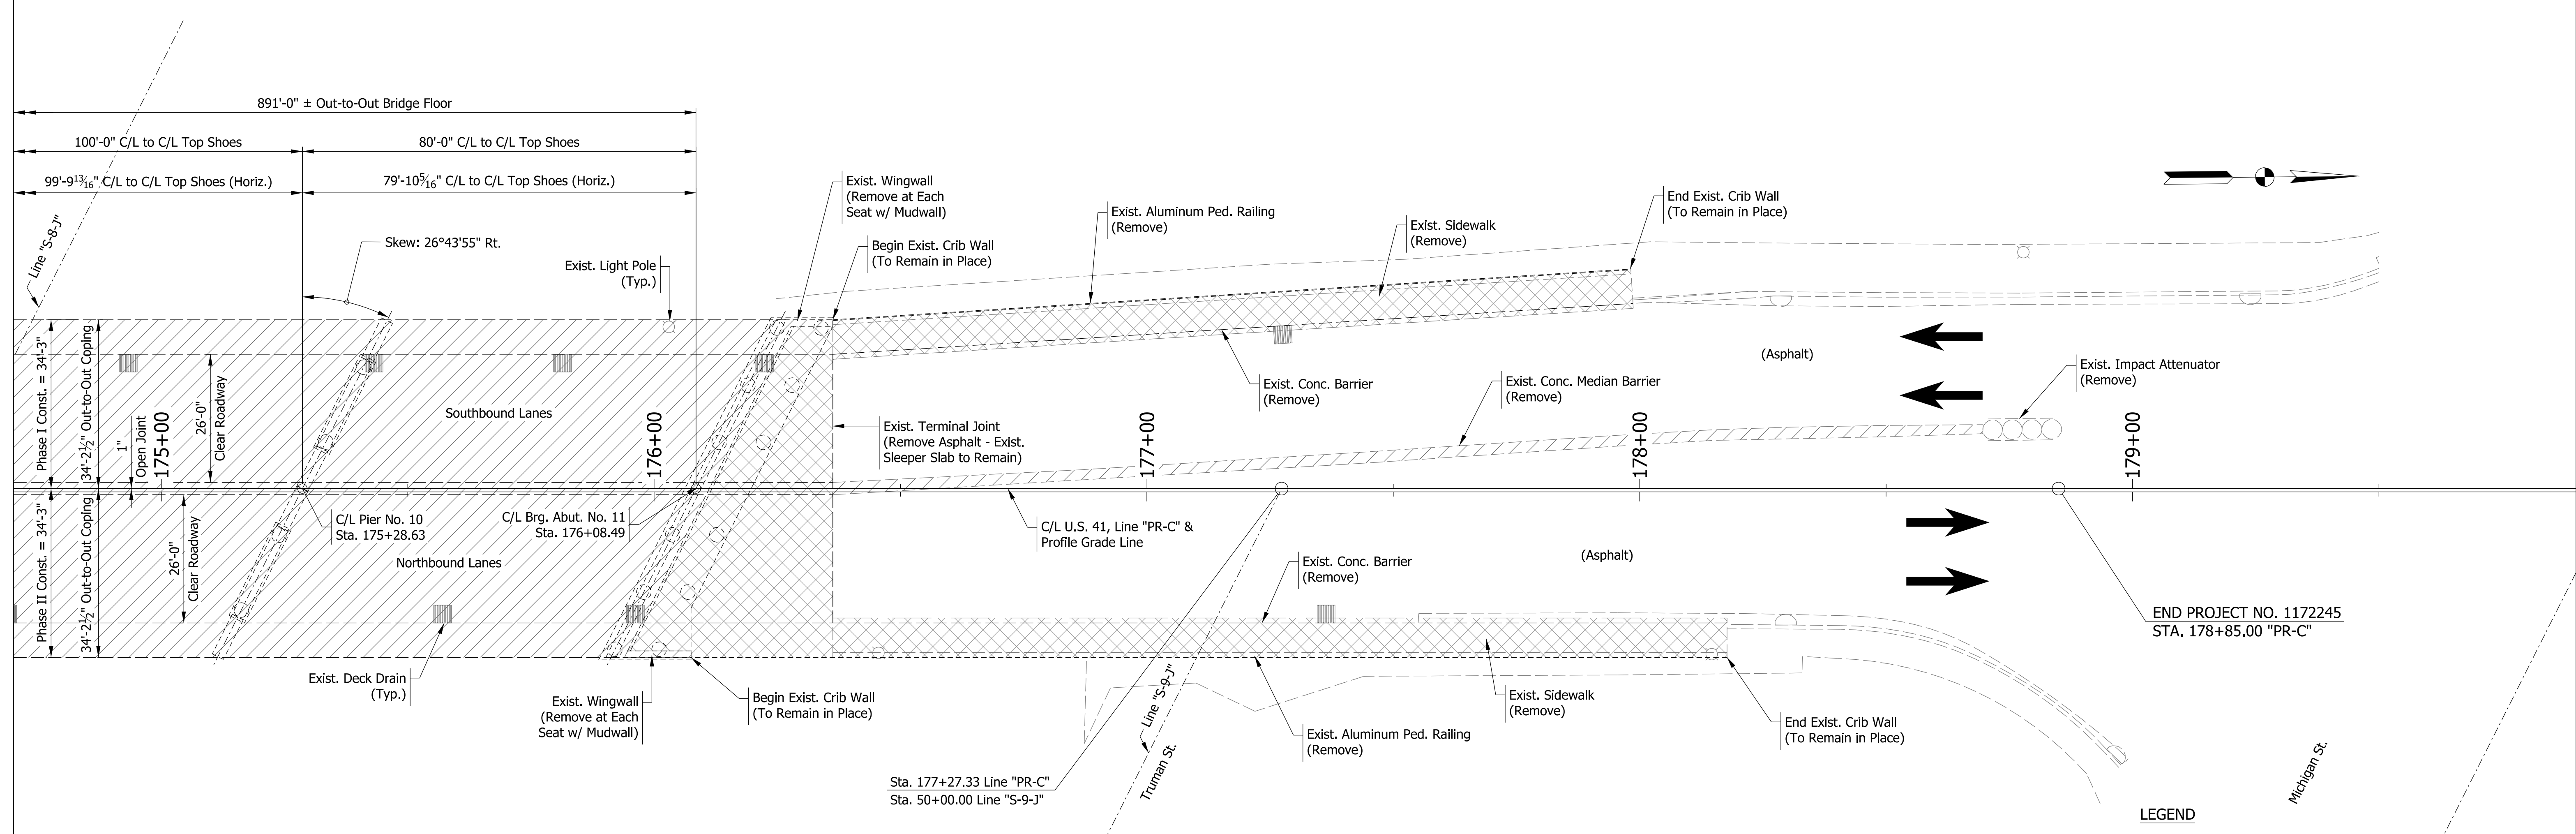 891'-0" ± Out-to-Out Bridge Floor
100'-0" C/L to C/L Top Shoes
80'-0" C/L to C/L Top Shoes
99'-9 13/16" C/L to C/L Top Shoes (Horiz.)
79'-10 5/16" C/L to C/L Top Shoes (Horiz.)
Line "S-8-J"
Skew: 26°43'55" Rt.
Exist. Light Pole
(Typ.)
Exist. Wingwall
(Remove at Each
Seat w/ Mudwall)
Begin Exist. Crib Wall
(To Remain in Place)
Exist. Aluminum Ped. Railing
(Remove)
Exist. Sidewalk
(Remove)
End Exist. Crib Wall
(To Remain in Place)
Phase I Const. = 34'-3"
34'-2 1/2" Out-to-Out Coping
1"
Open Joint
175+00
26'-0"
Clear Roadway
Southbound Lanes
176+00
Exist. Terminal Joint
(Remove Asphalt - Exist.
Sleeper Slab to Remain)
Exist. Conc. Barrier
(Remove)
Exist. Conc. Median Barrier
(Remove)
(Asphalt)
Exist. Impact Attenuator
(Remove)
177+00
178+00
179+00
Phase II Const. = 34'-3"
34'-2 1/2" Out-to-Out Coping
26'-0"
Clear Roadway
C/L Pier No. 10
Sta. 175+28.63
C/L Brg. Abut. No. 11
Sta. 176+08.49
Northbound Lanes
C/L U.S. 41, Line "PR-C" &
Profile Grade Line
Exist. Conc. Barrier
(Remove)
(Asphalt)
END PROJECT NO. 1172245
STA. 178+85.00 "PR-C"
Exist. Deck Drain
(Typ.)
Exist. Wingwall
(Remove at Each
Seat w/ Mudwall)
Begin Exist. Crib Wall
(To Remain in Place)
Line "S-9-J"
Truman St.
Exist. Aluminum Ped. Railing
(Remove)
Exist. Sidewalk
(Remove)
End Exist. Crib Wall
(To Remain in Place)
Sta. 177+27.33 Line "PR-C"
Sta. 50+00.00 Line "S-9-J"
Michigan St.
LEGEND